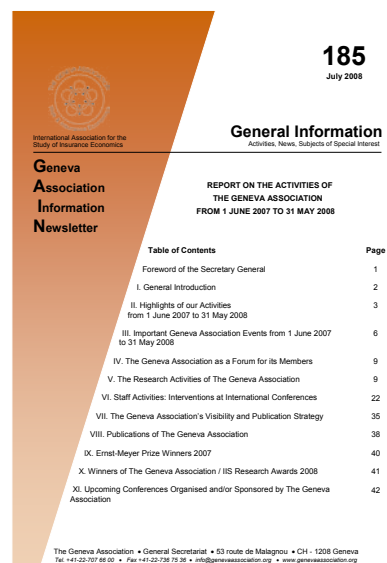 185
July 2008
International Association for the
Study of Insurance Economics
General Information
Activities, News, Subjects of Special Interest
Geneva
Association
Information
Newsletter
REPORT ON THE ACTIVITIES OF
THE GENEVA ASSOCIATION
FROM 1 JUNE 2007 TO 31 MAY 2008
Table of Contents Page
Foreword of the Secretary General 1
I. General Introduction 2
II. Highlights of our Activities 3
from 1 June 2007 to 31 May 2008
III. Important Geneva Association Events from 1 June 2007 6
to 31 May 2008
IV. The Geneva Association as a Forum for its Members 9
V. The Research Activities of The Geneva Association 9
VI. Staff Activities: Interventions at International Conferences 22
VII. The Geneva Association's Visibility and Publication Strategy 35
VIII. Publications of The Geneva Association 38
IX. Ernst-Meyer Prize Winners 2007 40
X. Winners of The Geneva Association / IIS Research Awards 2008 41
XI. Upcoming Conferences Organised and/or Sponsored by The Geneva 42
Association
The Geneva Association • General Secretariat • 53 route de Malagnou • CH - 1208 Geneva
Tel. +41-22-707 66 00 • Fax +41-22-736 75 36 • info@genevaassociation.org • www.genevaassociation.org